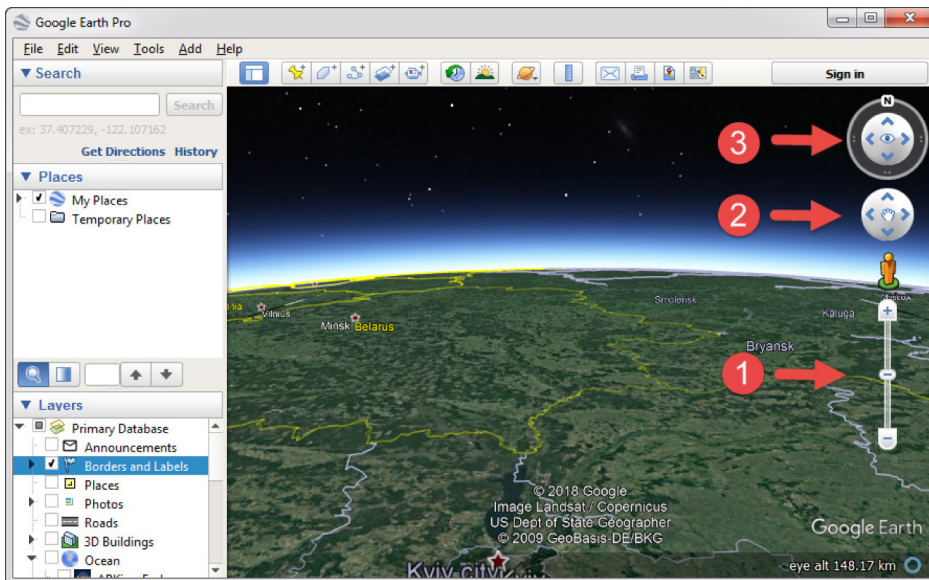 Google Earth Pro
File Edit View Tools Add Help
Search
Search
ex: 37.407229, -122.107162
Get Directions History
Places
My Places
Temporary Places
Layers
Primary Database
Announcements
Borders and Labels
Places
Photos
Roads
3D Buildings
Ocean
Sign in
N
3
2
Vilnius
Minsk Belarus
Smolensk
Kaluga
Bryansk
1
© 2018 Google
Image Landsat / Copernicus
US Dept of State Geographer
© 2009 GeoBasis-DE/BKG
Google Earth
Kyiv city
eye alt 148.17 km